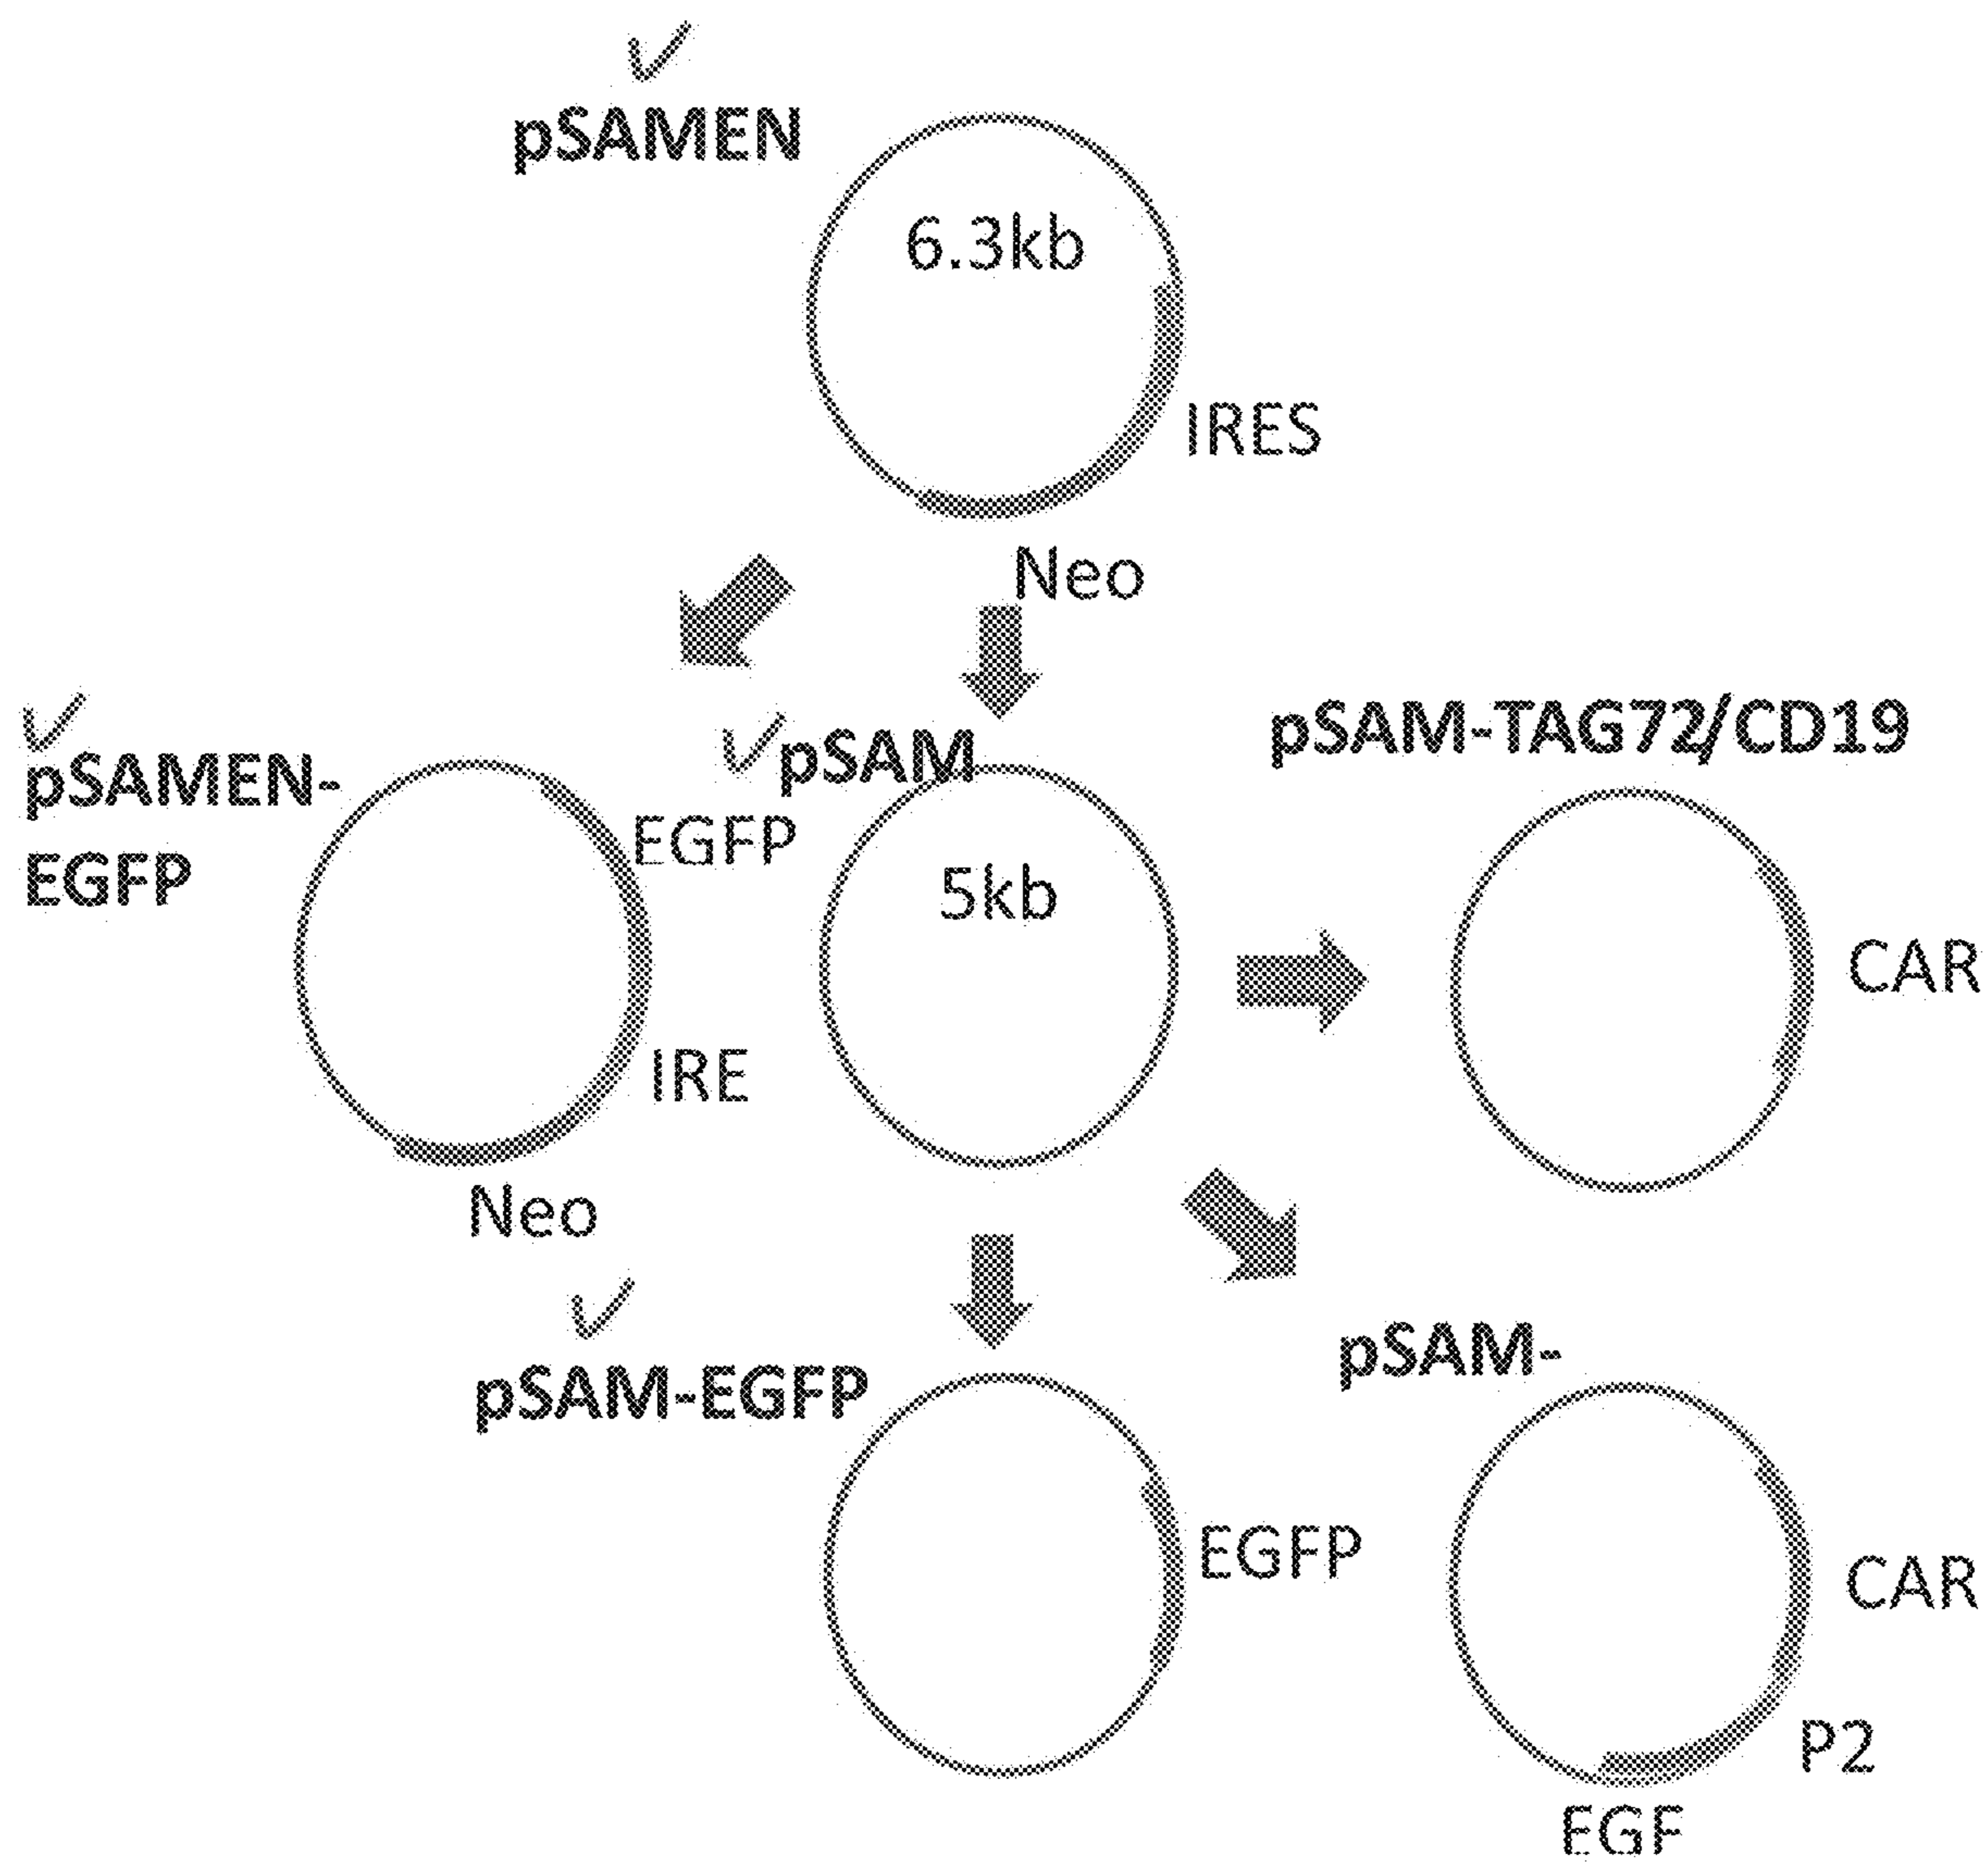 pSAMEN
6.3kb
IRES
Neo
pSAMEN-
EGFP
EGFP
IRE
Neo
pSAM
5kb
pSAM-TAG72/CD19
CAR
pSAM-EGFP
EGFP
pSAM-
CAR
P2
EGF